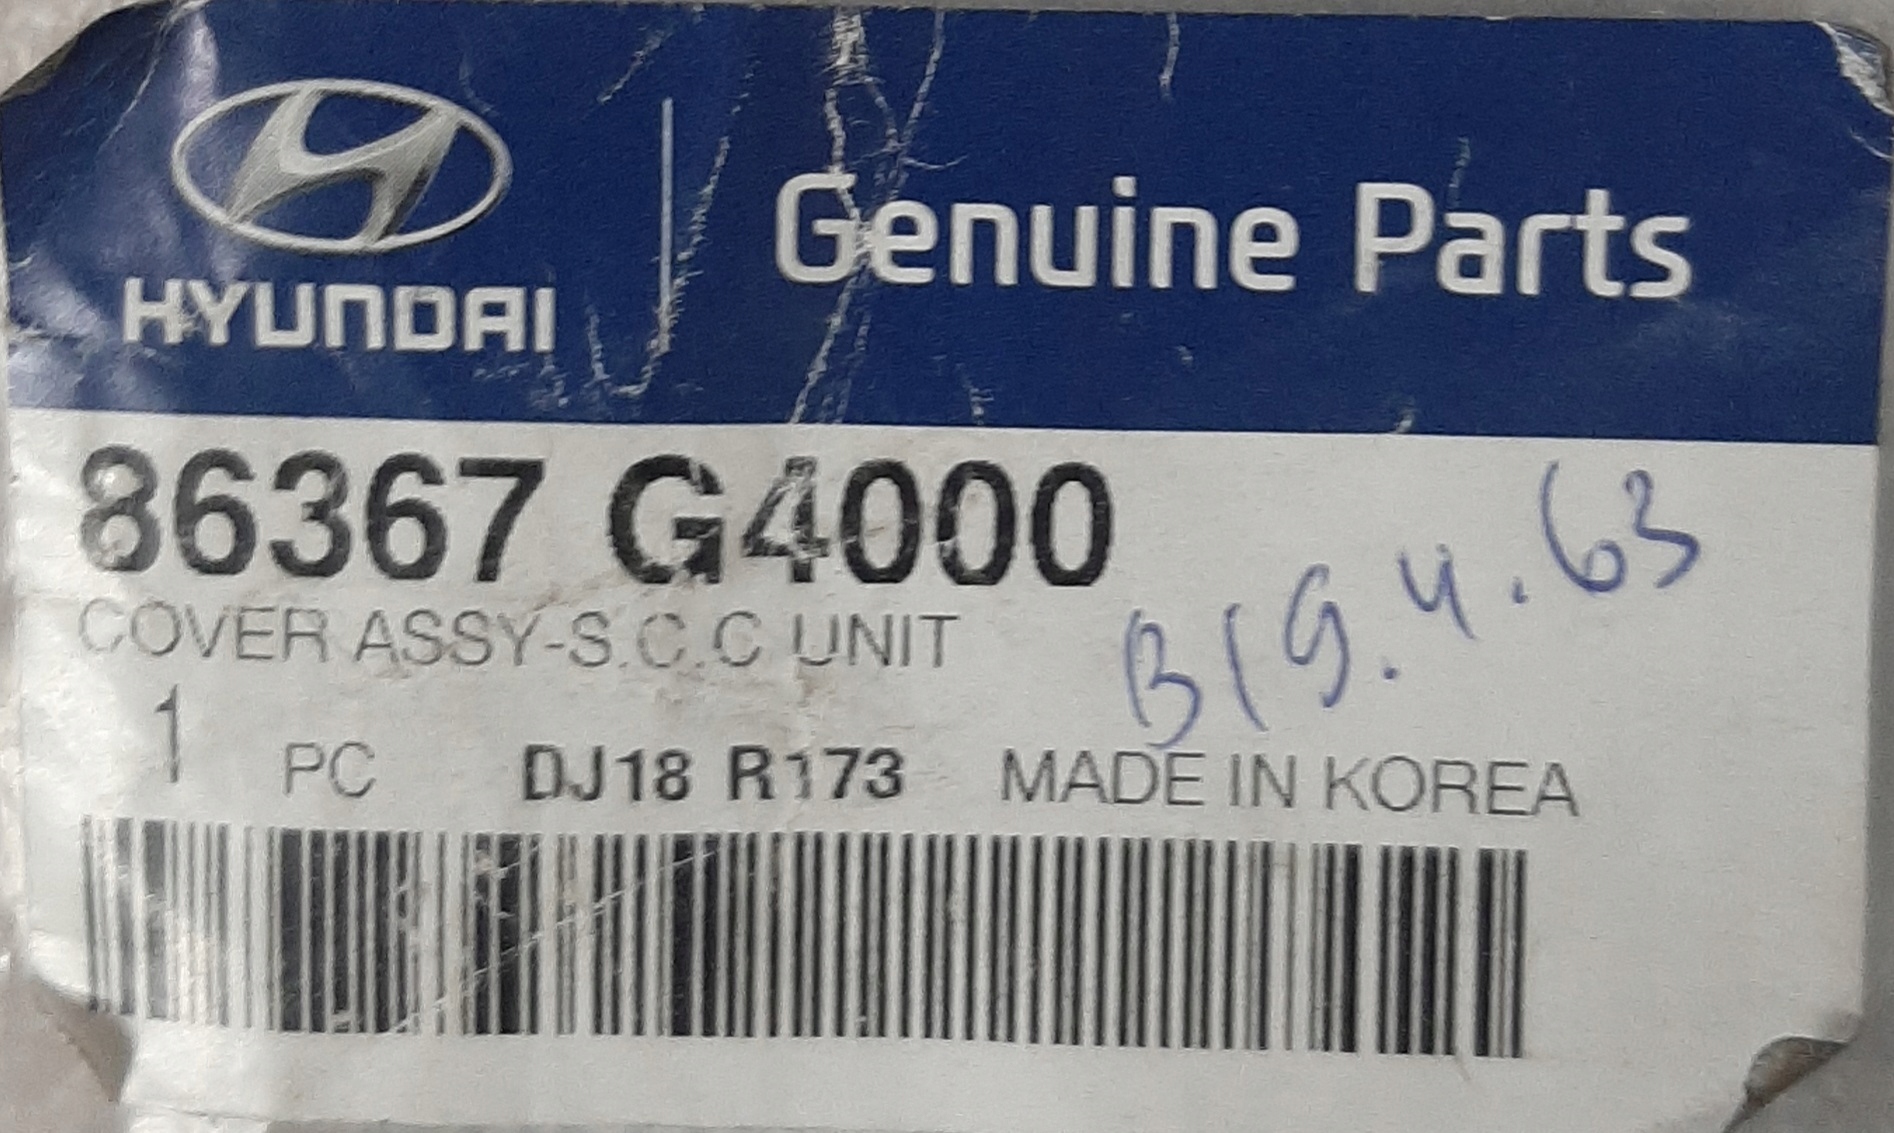 HYUNDAI Genuine Parts
86367 G4000
COVER ASSY-S.C.C UNIT
B19.4.63
1 PC DJ18 R173 MADE IN KOREA